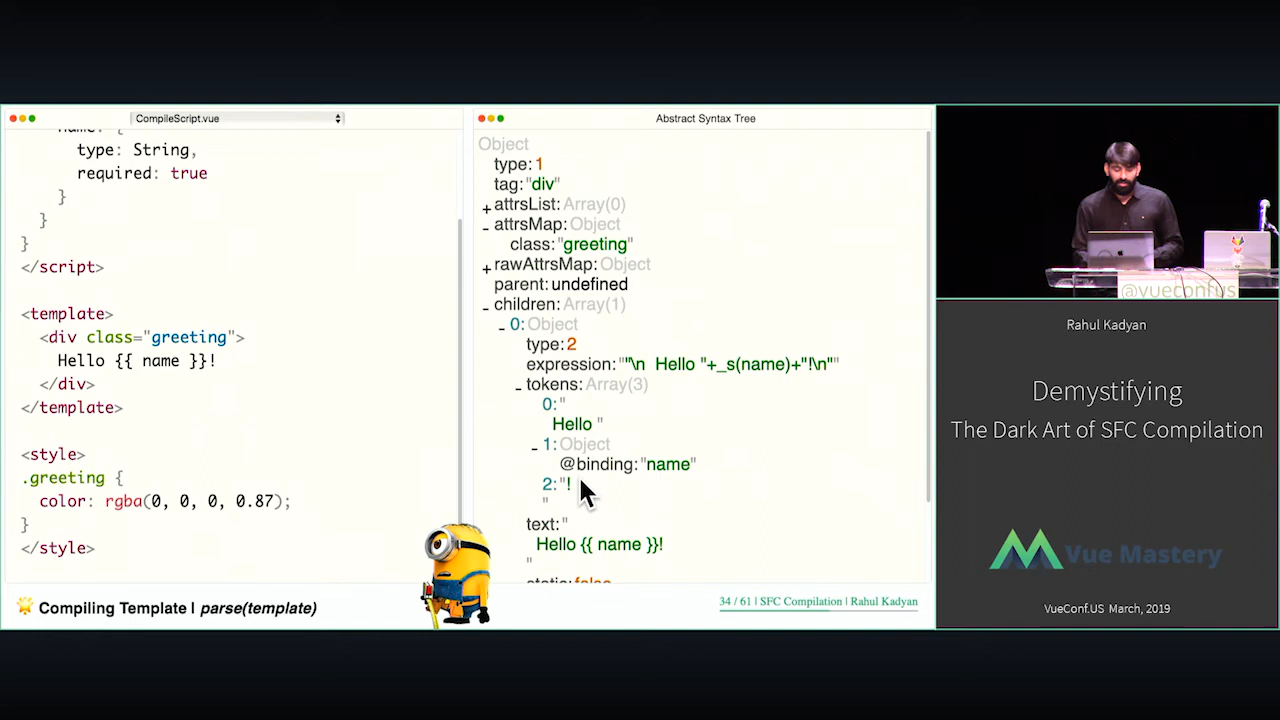 CompileScript.vue
name: {
type: String,
required: true
}
}
}
</script>
<template>
<div class="greeting">
Hello {{ name }}!
</div>
</template>
<style>
.greeting {
color: rgba(0, 0, 0, 0.87);
}
</style>
Abstract Syntax Tree
Object
type: 1
tag: "div"
+ attrsList: Array(0)
- attrsMap: Object
class: "greeting"
+ rawAttrsMap: Object
parent: undefined
- children: Array(1)
- 0: Object
type: 2
expression: ""\n  Hello "+_s(name)+"!\n""
- tokens: Array(3)
0: "
Hello "
- 1: Object
@binding: "name"
2: "!
"
text: "
Hello {{ name }}!
"
static: false
Compiling Template | parse(template)
34 / 61 | SFC Compilation | Rahul Kadyan
@vueconfus
Rahul Kadyan
Demystifying
The Dark Art of SFC Compilation
Vue Mastery
VueConf.US March, 2019